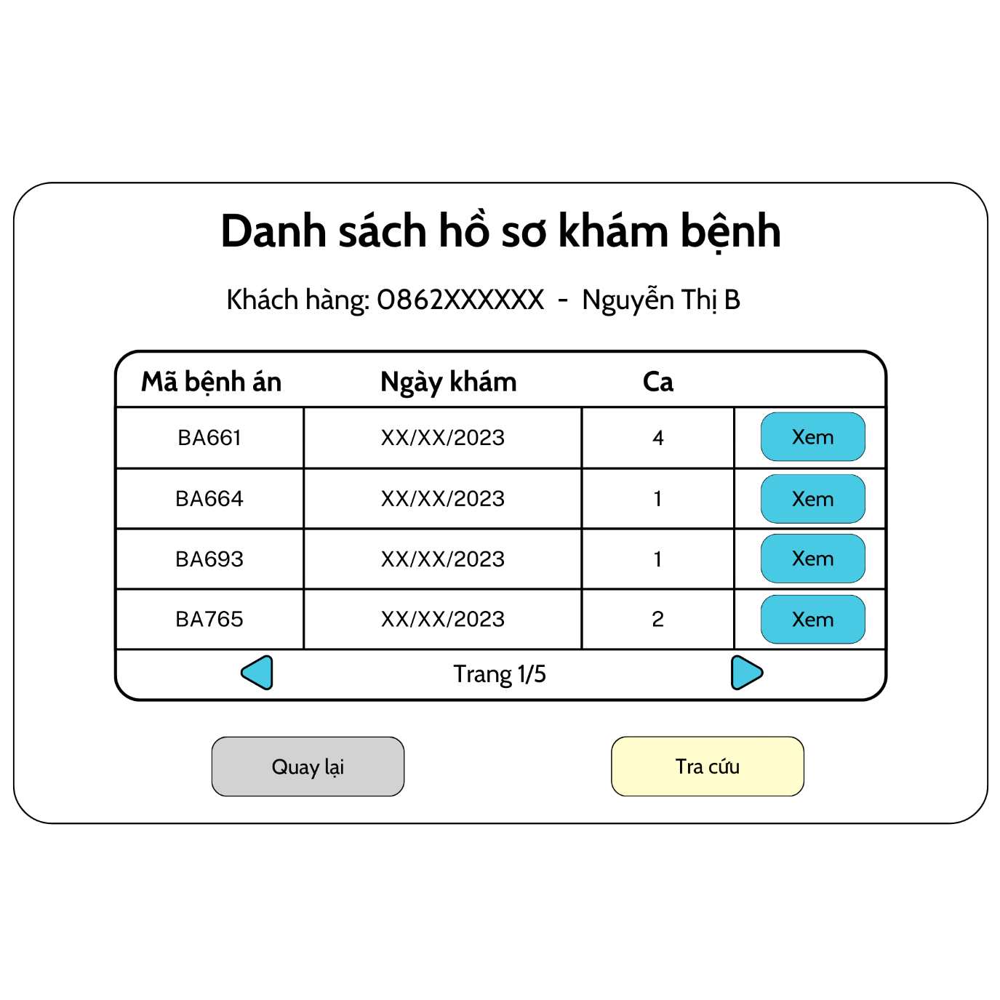 Danh sách hồ sơ khám bệnh
Khách hàng: 0862XXXXXX - Nguyễn Thị B
Mã bệnh án Ngày khám Ca
BA661 XX/XX/2023 4 Xem
BA664 XX/XX/2023 1 Xem
BA693 XX/XX/2023 1 Xem
BA765 XX/XX/2023 2 Xem
Trang 1/5
Quay lại Tra cứu